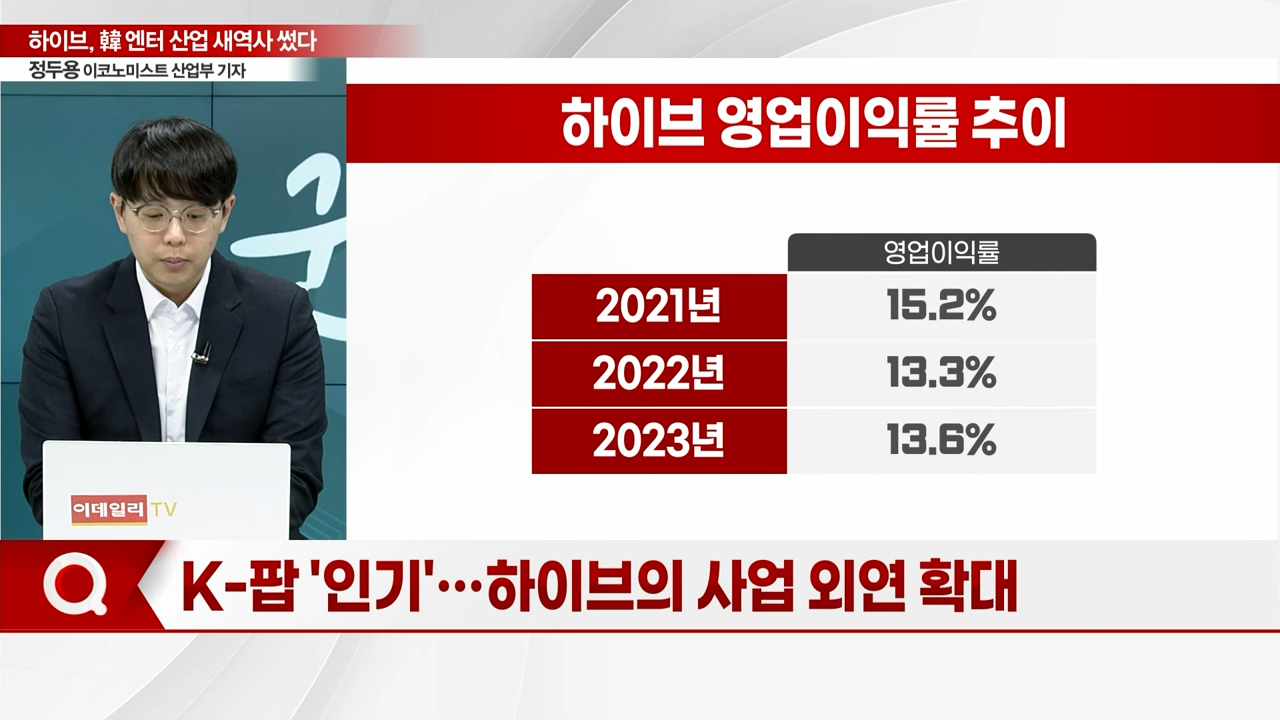 하이브, 韓 엔터 산업 새역사 썼다
정두용 이코노미스트 산업부 기자
하이브 영업이익률 추이
영업이익률
2021년 15.2%
2022년 13.3%
2023년 13.6%
이데일리 TV
K-팝 '인기'…하이브의 사업 외연 확대